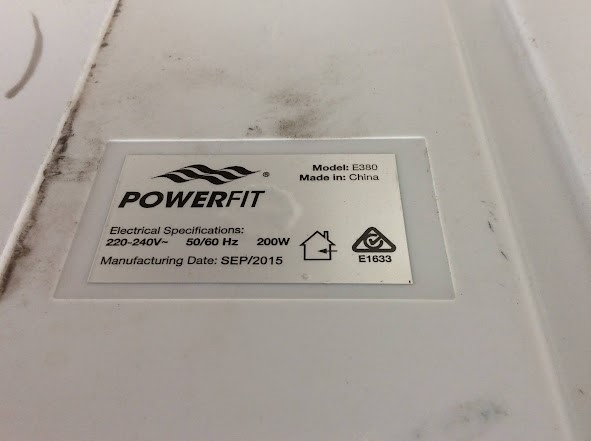 POWERFIT ®
Model: E380
Made in: China
Electrical Specifications:
220-240V~ 50/60 Hz 200W
Manufacturing Date: SEP/2015
E1633